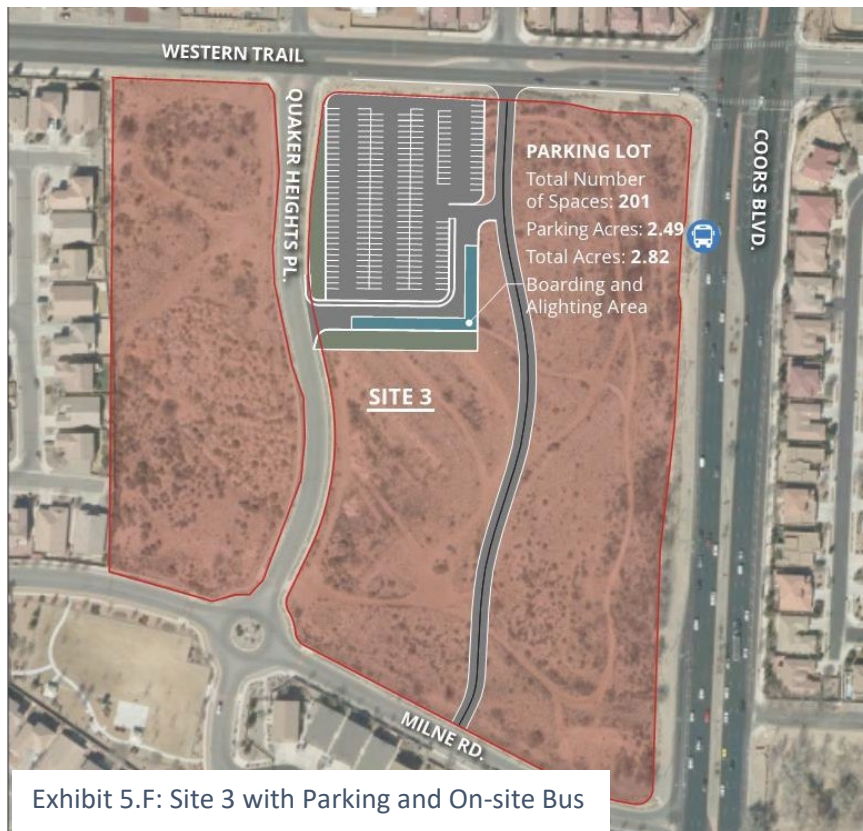 WESTERN TRAIL
QUAKER HEIGHTS PL.
COORS BLVD.
PARKING LOT
Total Number
of Spaces: 201
Parking Acres: 2.49
Total Acres: 2.82
Boarding and
Alighting Area
SITE 3
MILNE RD.
Exhibit 5.F: Site 3 with Parking and On-site Bus